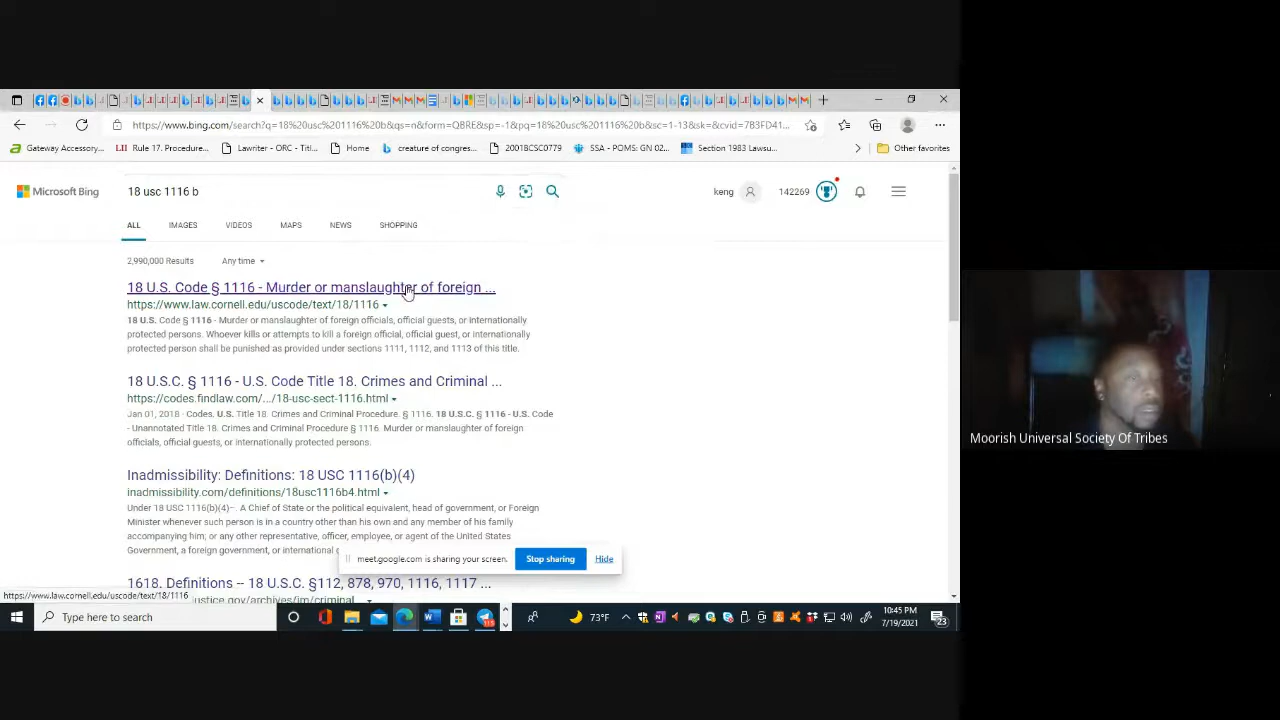 https://www.bing.com/search?q=18%20usc%201116%20b&qs=n&form=QBRE&sp=-1&pq=18%20usc%201116%20b&sc=1-13&sk=&cvid=7B3FD41...
Gateway Accessory... Rule 17. Procedure... Lawriter - ORC - Titl... Home creature of congres... 20018CSC0779 SSA - POMS: GN 02... Section 1983 Lawsu... Other favorites
Microsoft Bing
18 usc 1116 b
keng
142269
ALL IMAGES VIDEOS MAPS NEWS SHOPPING
2,990,000 Results Any time
18 U.S. Code § 1116 - Murder or manslaughter of foreign ...
https://www.law.cornell.edu/uscode/text/18/1116
18 U.S. Code § 1116 - Murder or manslaughter of foreign officials, official guests, or internationally
protected persons. Whoever kills or attempts to kill a foreign official, official guest, or internationally
protected person shall be punished as provided under sections 1111, 1112, and 1113 of this title.
18 U.S.C. § 1116 - U.S. Code Title 18. Crimes and Criminal ...
https://codes.findlaw.com/.../18-usc-sect-1116.html
Jan 01, 2018 · Codes. U.S. Title 18. Crimes and Criminal Procedure. § 1116. 18 U.S.C. § 1116 - U.S. Code -
Unannotated Title 18. Crimes and Criminal Procedure § 1116. Murder or manslaughter of foreign
officials, official guests, or internationally protected persons.
Inadmissibility: Definitions: 18 USC 1116(b)(4)
inadmissibility.com/definitions/18usc1116b4.html
Under 18 USC 1116(b)(4)–. A Chief of State or the political equivalent, head of government, or Foreign
Minister whenever such person is in a country other than his own and any member of his family
accompanying him; or any other representative, officer, employee, or agent of the United States
Government, a foreign government, or international
meet.google.com is sharing your screen. Stop sharing Hide
1618. Definitions -- 18 U.S.C. §112, 878, 970, 1116, 1117 ...
https://www.law.cornell.edu/uscode/text/18/1116
ustice.gov/archives/jm/criminal
Type here to search
73°F
10:45 PM
7/19/2021
23
Moorish Universal Society Of Tribes